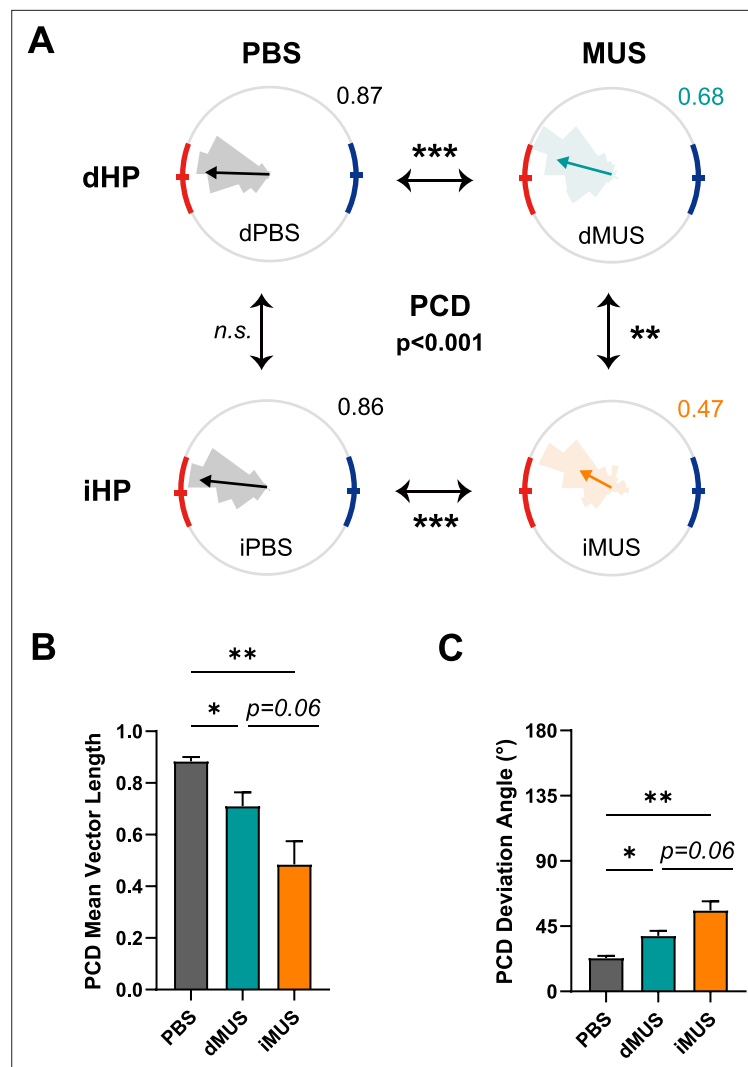 A
PBS
MUS
0.87
0.68
dHP
***
dPBS
dMUS
n.s.
PCD
p<0.001
**
0.86
0.47
iHP
***
iPBS
iMUS
B
**
*
p=0.06
PCD Mean Vector Length
1.0
0.8
0.6
0.4
0.2
0.0
PBS
dMUS
iMUS
C
**
*
p=0.06
PCD Deviation Angle (°)
180
135
90
45
0
PBS
dMUS
iMUS